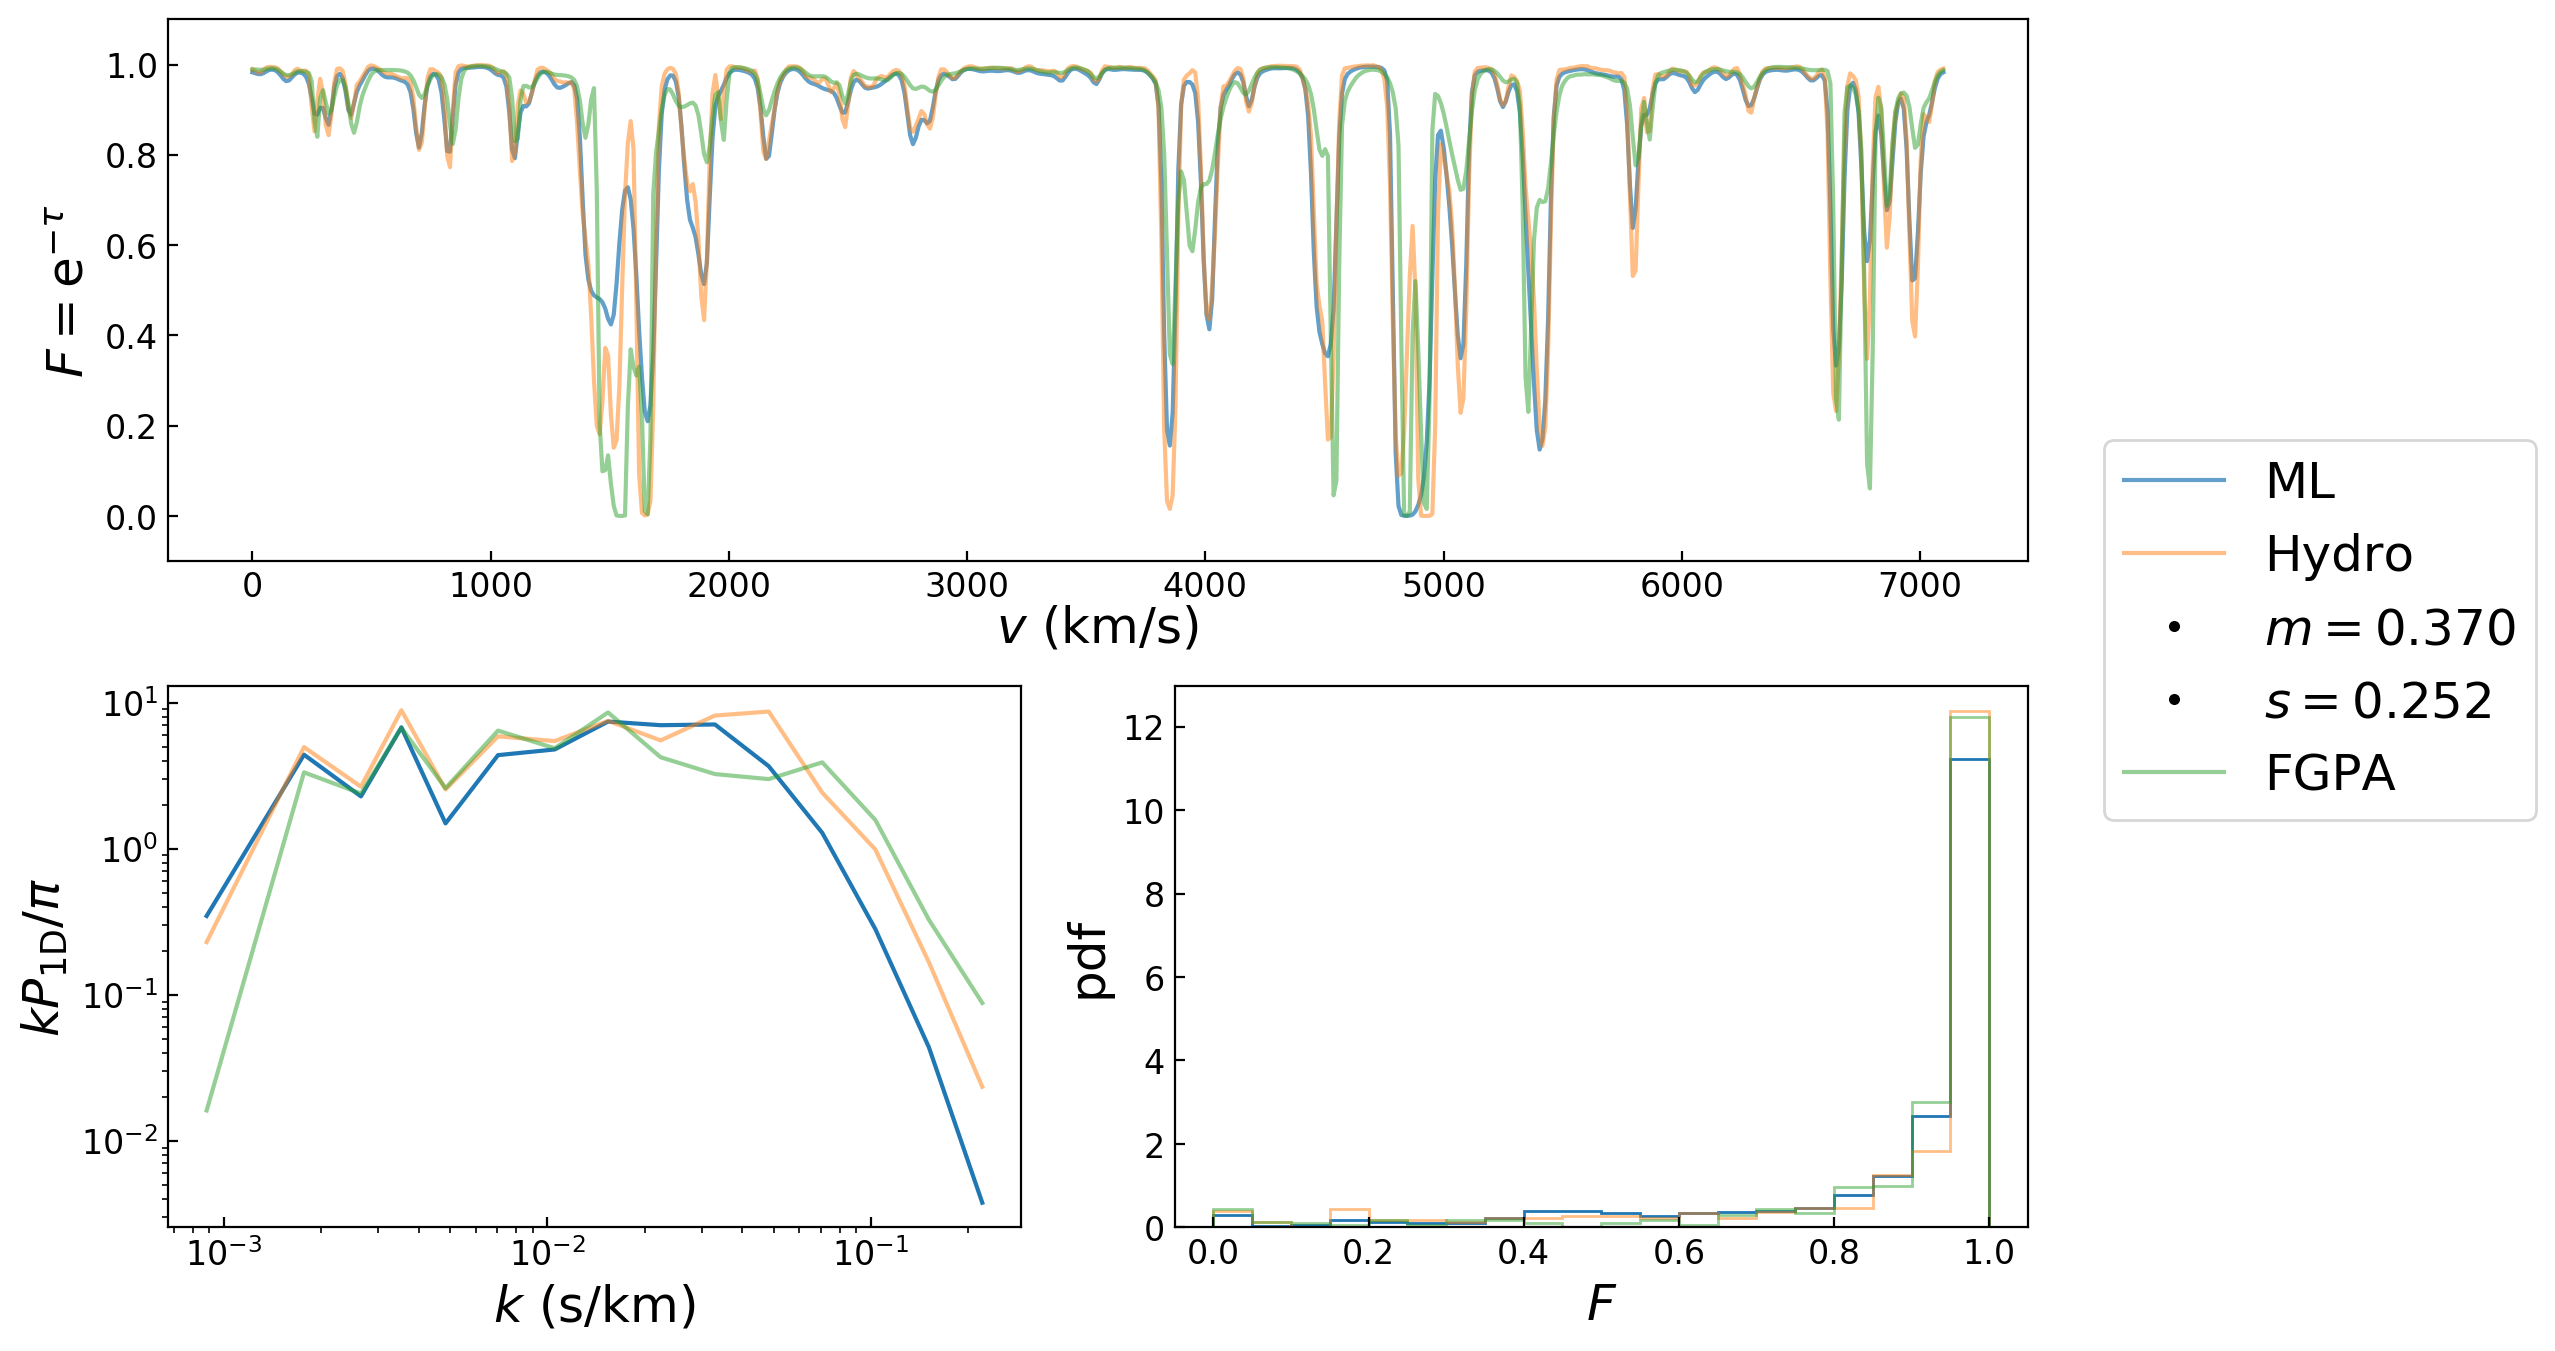 1.0
0.8
0.6
0.4
0.2
0.0
F = e^{−τ}
0 1000 2000 3000 4000 5000 6000 7000
v (km/s)
ML
Hydro
m = 0.370
s = 0.252
FGPA
10^1
10^0
10^{−1}
10^{−2}
kP_{1D}/π
10^{−3} 10^{−2} 10^{−1}
k (s/km)
12
10
8
6
4
2
0
pdf
0.0 0.2 0.4 0.6 0.8 1.0
F